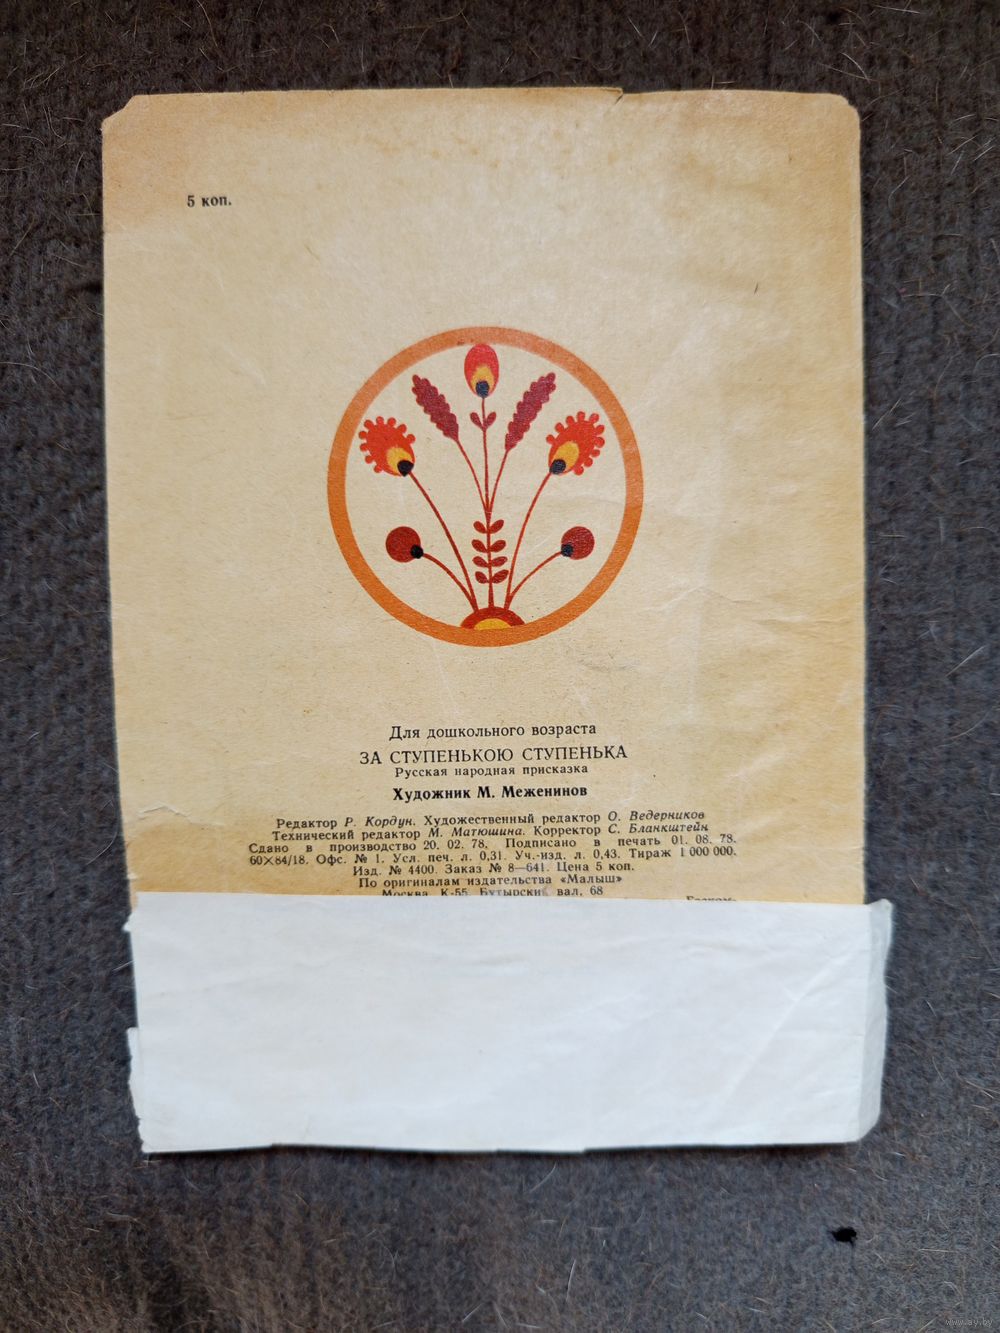 5 коп.
Для дошкольного возраста
ЗА СТУПЕНЬКОЮ СТУПЕНЬКА
Русская народная присказка
Художник М. Меженинов
Редактор Р. Кордун. Художественный редактор О. Ведерников
Технический редактор М. Матюшина. Корректор С. Бланкштейн
Сдано в производство 20. 02. 78. Подписано в печать 01. 08. 78.
60×84/18. Офс. № 1. Усл. печ. л. 0,31. Уч.-изд. л. 0,43. Тираж 1 000 000.
Изд. № 4400. Заказ № 8—641. Цена 5 коп.
По оригиналам издательства «Малыш»
Москва, К-55, Бутырский вал, 68
www.ay.by